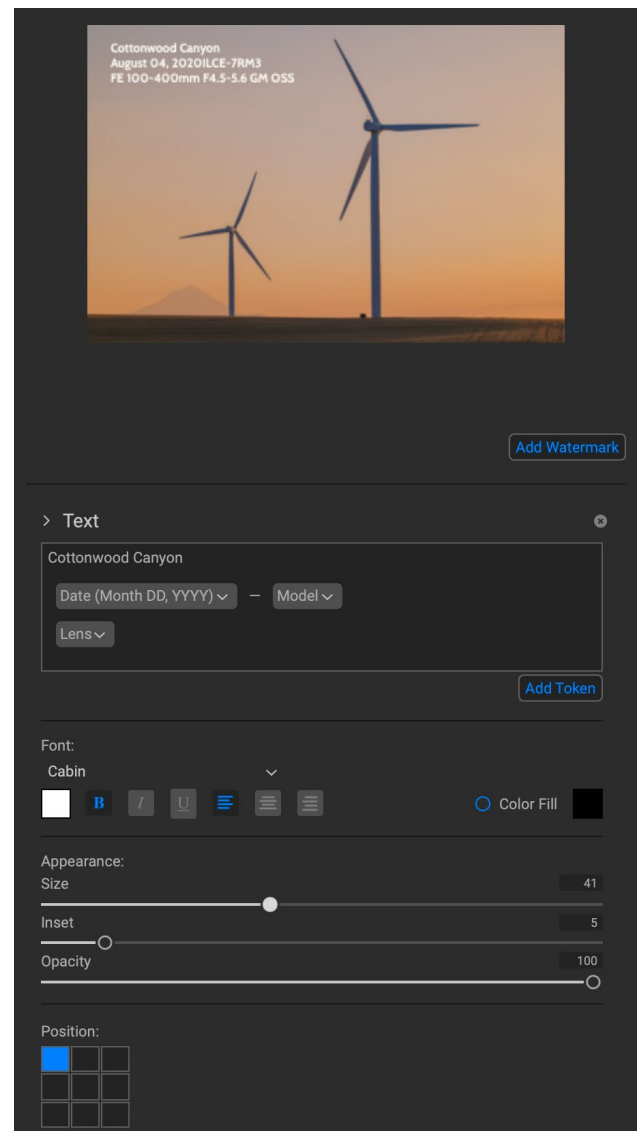 Cottonwood Canyon
August 04, 2020ILCE-7RM3
FE 100-400mm F4.5-5.6 GM OSS
Add Watermark
Text
Cottonwood Canyon
Date (Month DD, YYYY) — Model
Lens
Add Token
Font:
Cabin
B I U Color Fill
Appearance:
Size 41
Inset 5
Opacity 100
Position: